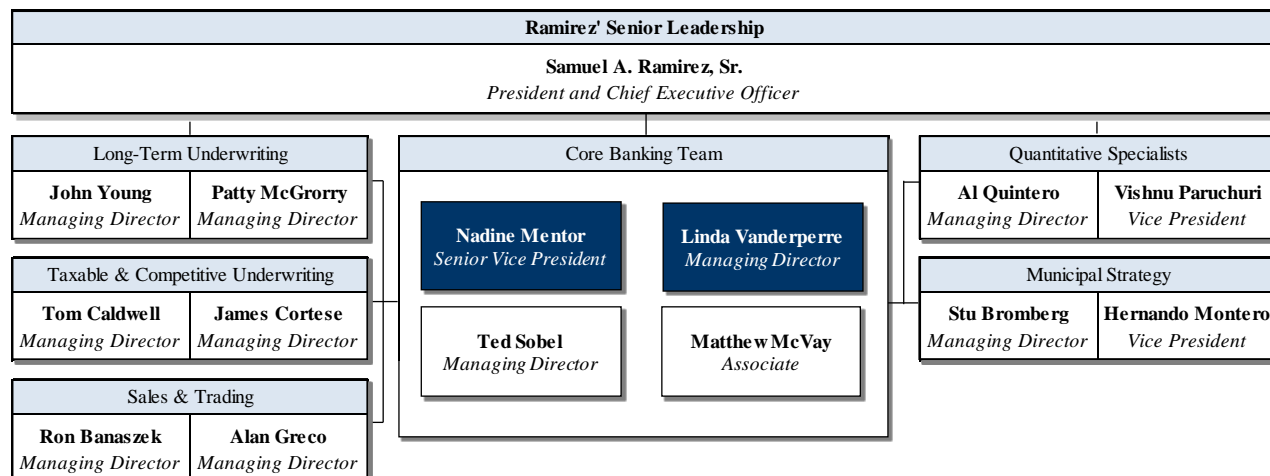 Ramirez' Senior Leadership
Samuel A. Ramirez, Sr.
President and Chief Executive Officer
Long-Term Underwriting
John Young Patty McGrorry
Managing Director Managing Director
Taxable & Competitive Underwriting
Tom Caldwell James Cortese
Managing Director Managing Director
Sales & Trading
Ron Banaszek Alan Greco
Managing Director Managing Director
Core Banking Team
Nadine Mentor
Senior Vice President
Linda Vanderperre
Managing Director
Ted Sobel
Managing Director
Matthew McVay
Associate
Quantitative Specialists
Al Quintero Vishnu Paruchuri
Managing Director Vice President
Municipal Strategy
Stu Bromberg Hernando Montero
Managing Director Vice President